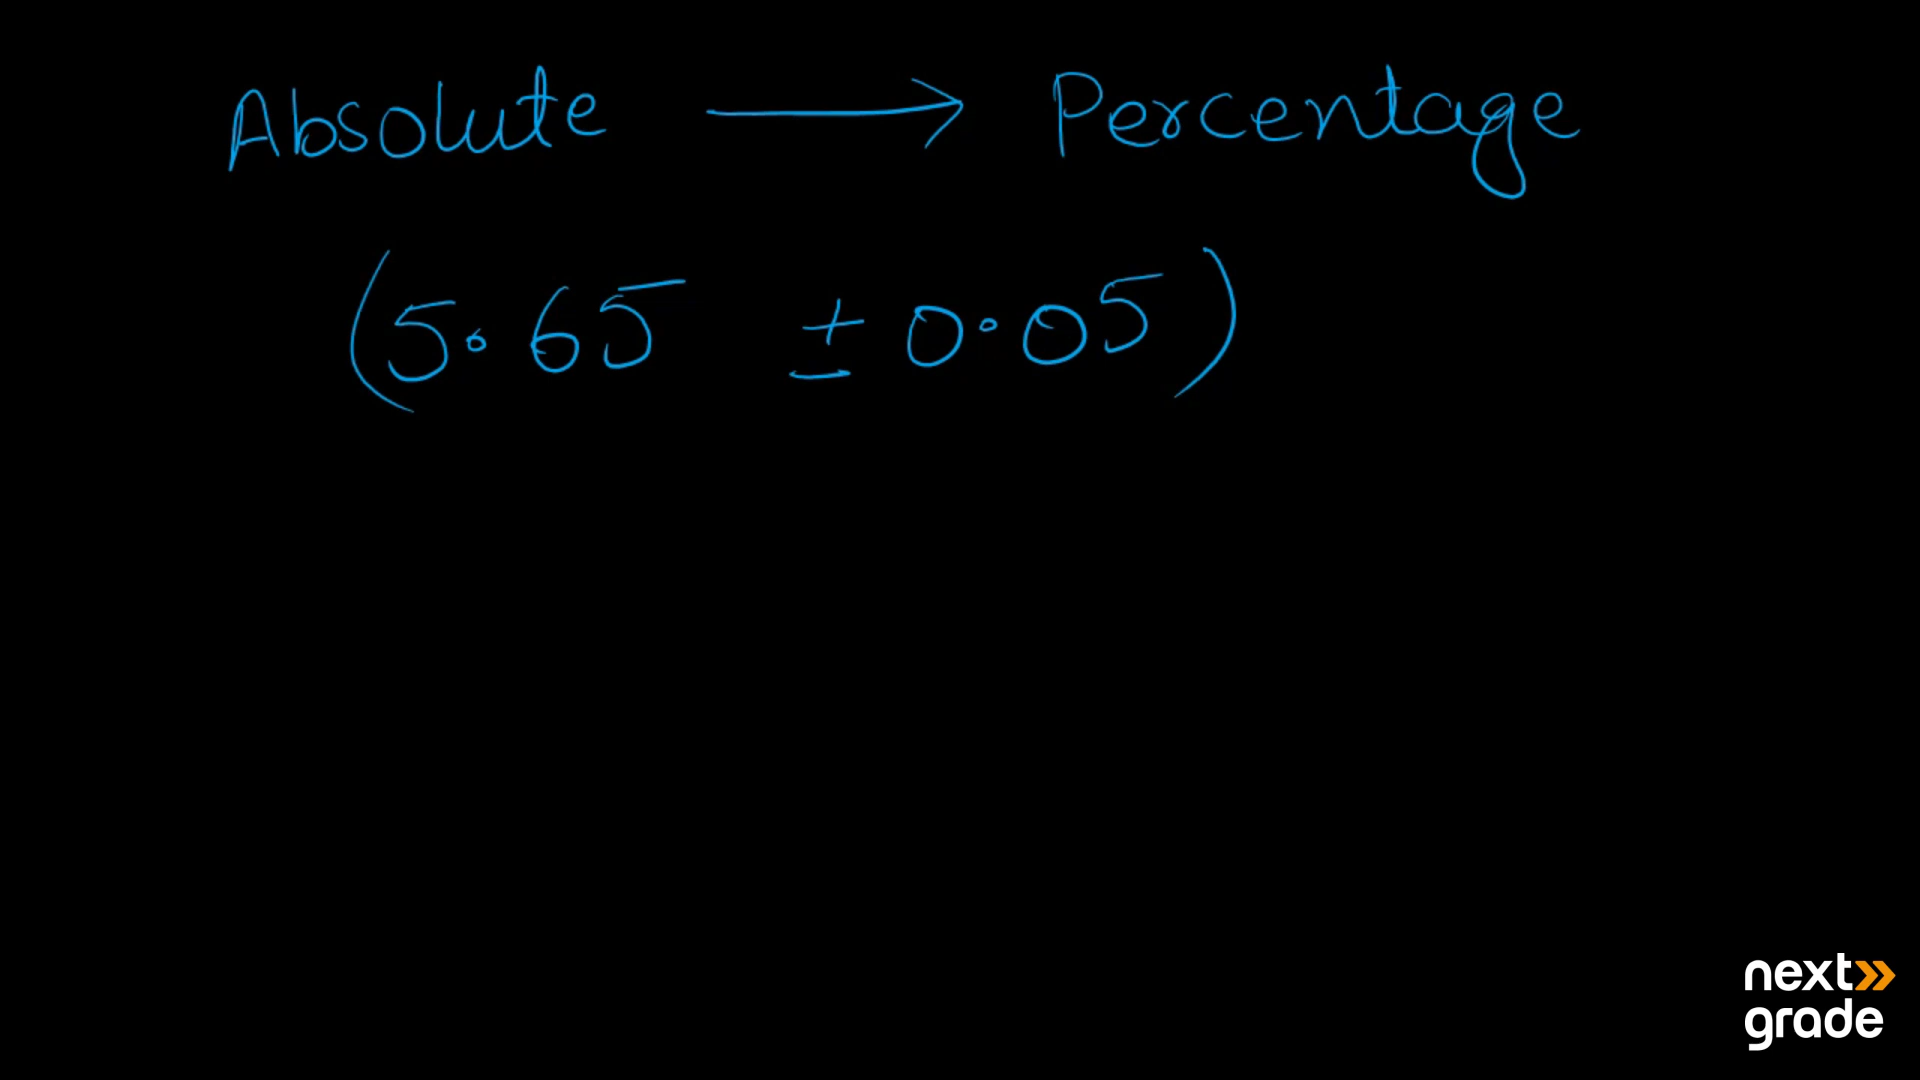 Absolute → Percentage
(5.65 ± 0.05)
next
grade